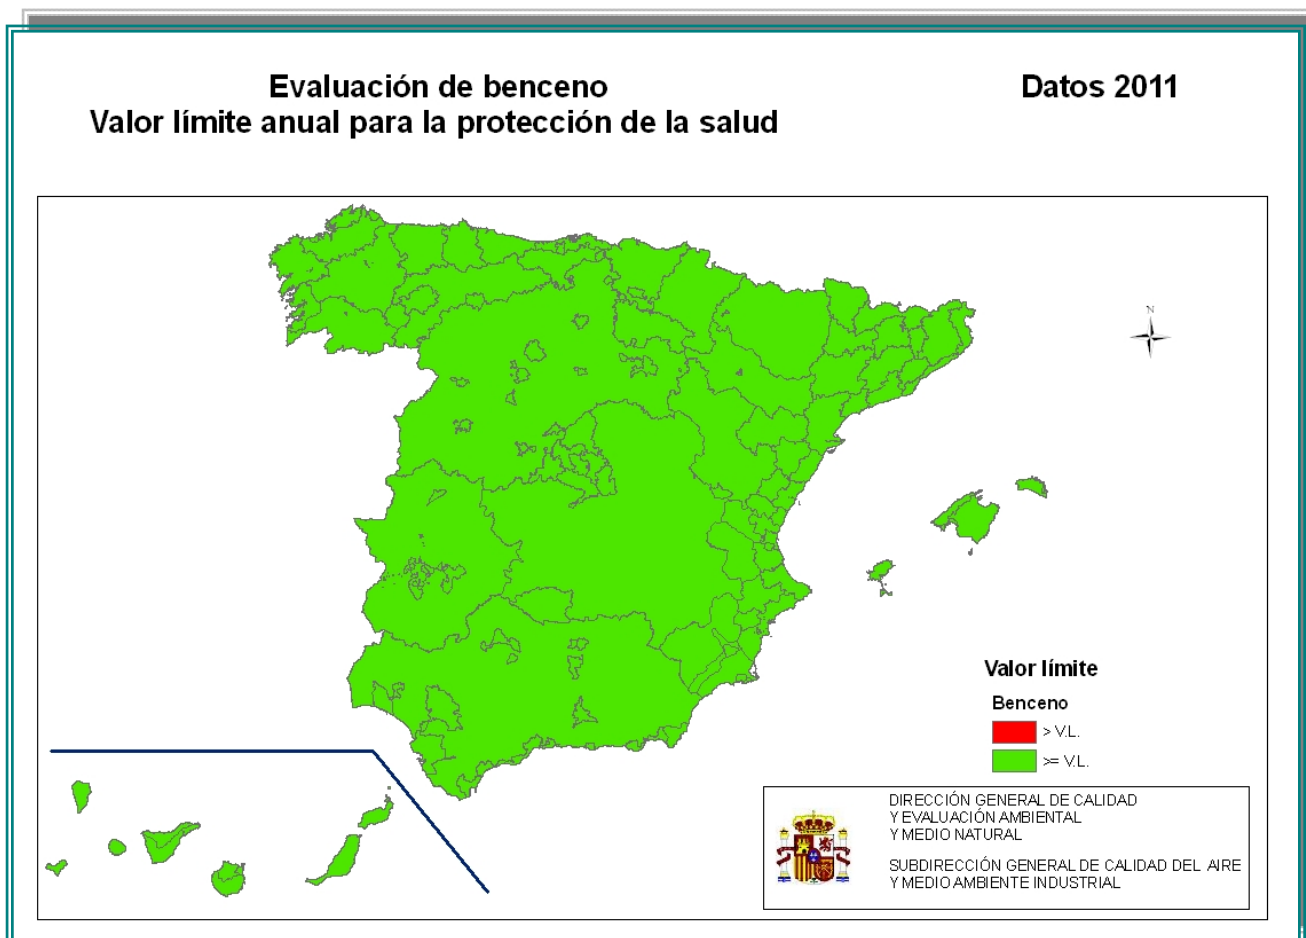 Evaluación de benceno
Valor límite anual para la protección de la salud
Datos 2011
N
Valor límite
Benceno
> V.L.
>= V.L.
DIRECCIÓN GENERAL DE CALIDAD
Y EVALUACIÓN AMBIENTAL
Y MEDIO NATURAL
SUBDIRECCIÓN GENERAL DE CALIDAD DEL AIRE
Y MEDIO AMBIENTE INDUSTRIAL